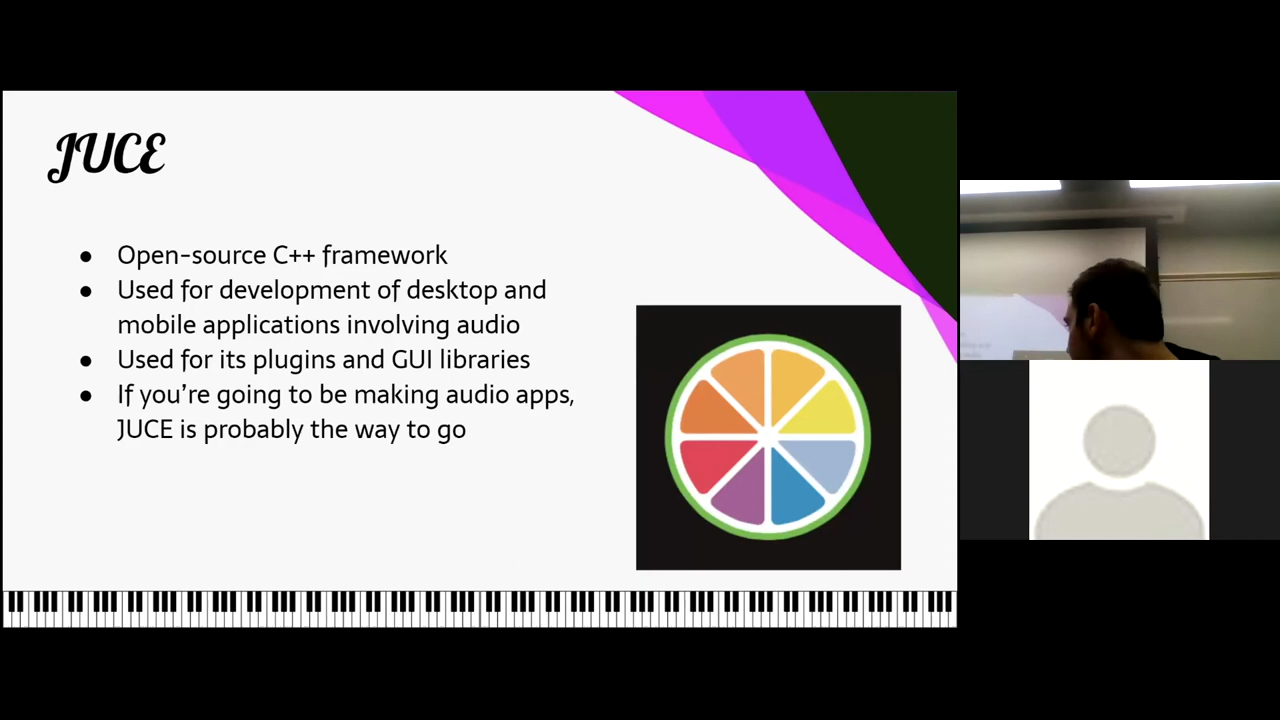 JUCE
● Open-source C++ framework
● Used for development of desktop and
mobile applications involving audio
● Used for its plugins and GUI libraries
● If you’re going to be making audio apps,
JUCE is probably the way to go